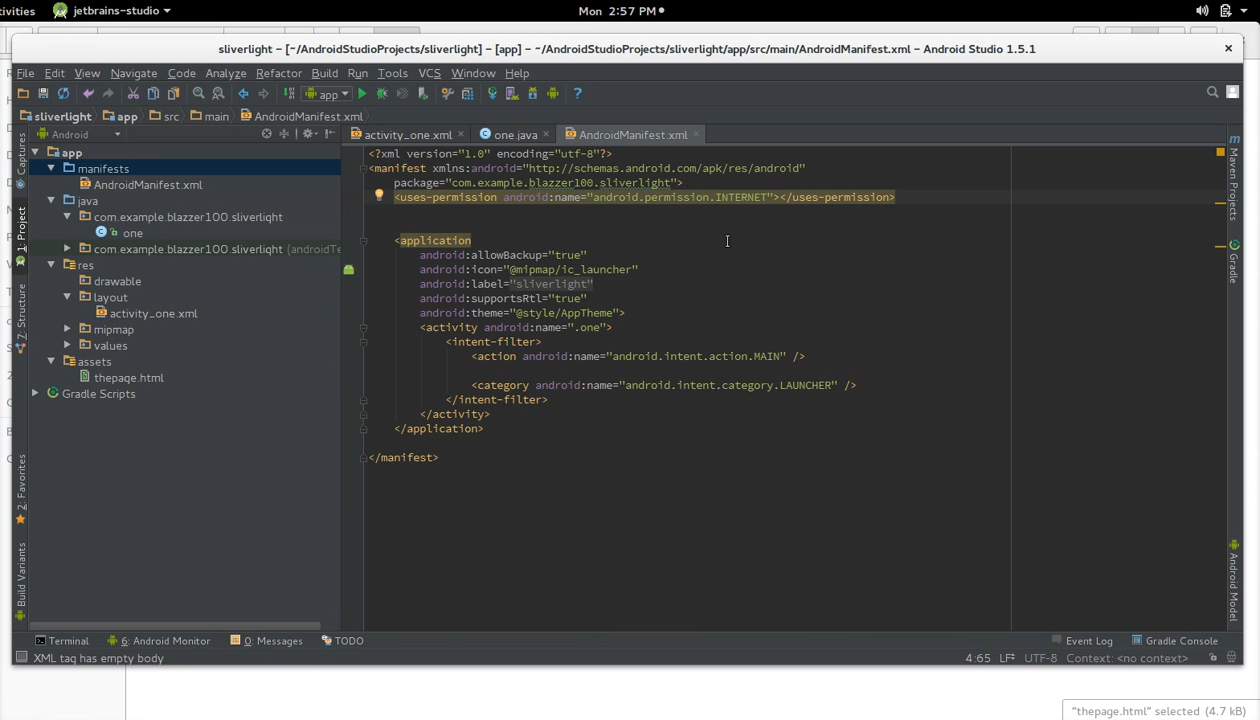 tivities jetbrains-studio Mon 2:57 PM
sliverlight – [~/AndroidStudioProjects/sliverlight] – [app] – ~/AndroidStudioProjects/sliverlight/app/src/main/AndroidManifest.xml – Android Studio 1.5.1
File Edit View Navigate Code Analyze Refactor Build Run Tools VCS Window Help
app
sliverlight app src main AndroidManifest.xml
Android
activity_one.xml one.java AndroidManifest.xml
Captures
1: Project
7: Structure
2: Favorites
Build Variants
app
manifests
AndroidManifest.xml
java
com.example.blazzer100.sliverlight
one
com.example.blazzer100.sliverlight (androidTe
res
drawable
layout
activity_one.xml
mipmap
values
assets
thepage.html
Gradle Scripts
<?xml version="1.0" encoding="utf-8"?>
<manifest xmlns:android="http://schemas.android.com/apk/res/android"
package="com.example.blazzer100.sliverlight">
<uses-permission android:name="android.permission.INTERNET"></uses-permission>
<application
android:allowBackup="true"
android:icon="@mipmap/ic_launcher"
android:label="sliverlight"
android:supportsRtl="true"
android:theme="@style/AppTheme">
<activity android:name=".one">
<intent-filter>
<action android:name="android.intent.action.MAIN" />
<category android:name="android.intent.category.LAUNCHER" />
</intent-filter>
</activity>
</application>
</manifest>
Maven Projects
Gradle
Android Model
Terminal 6: Android Monitor 0: Messages TODO Event Log Gradle Console
XML tag has empty body 4:65 LF UTF-8 Context: <no context>
"thepage.html" selected (4.7 kB)